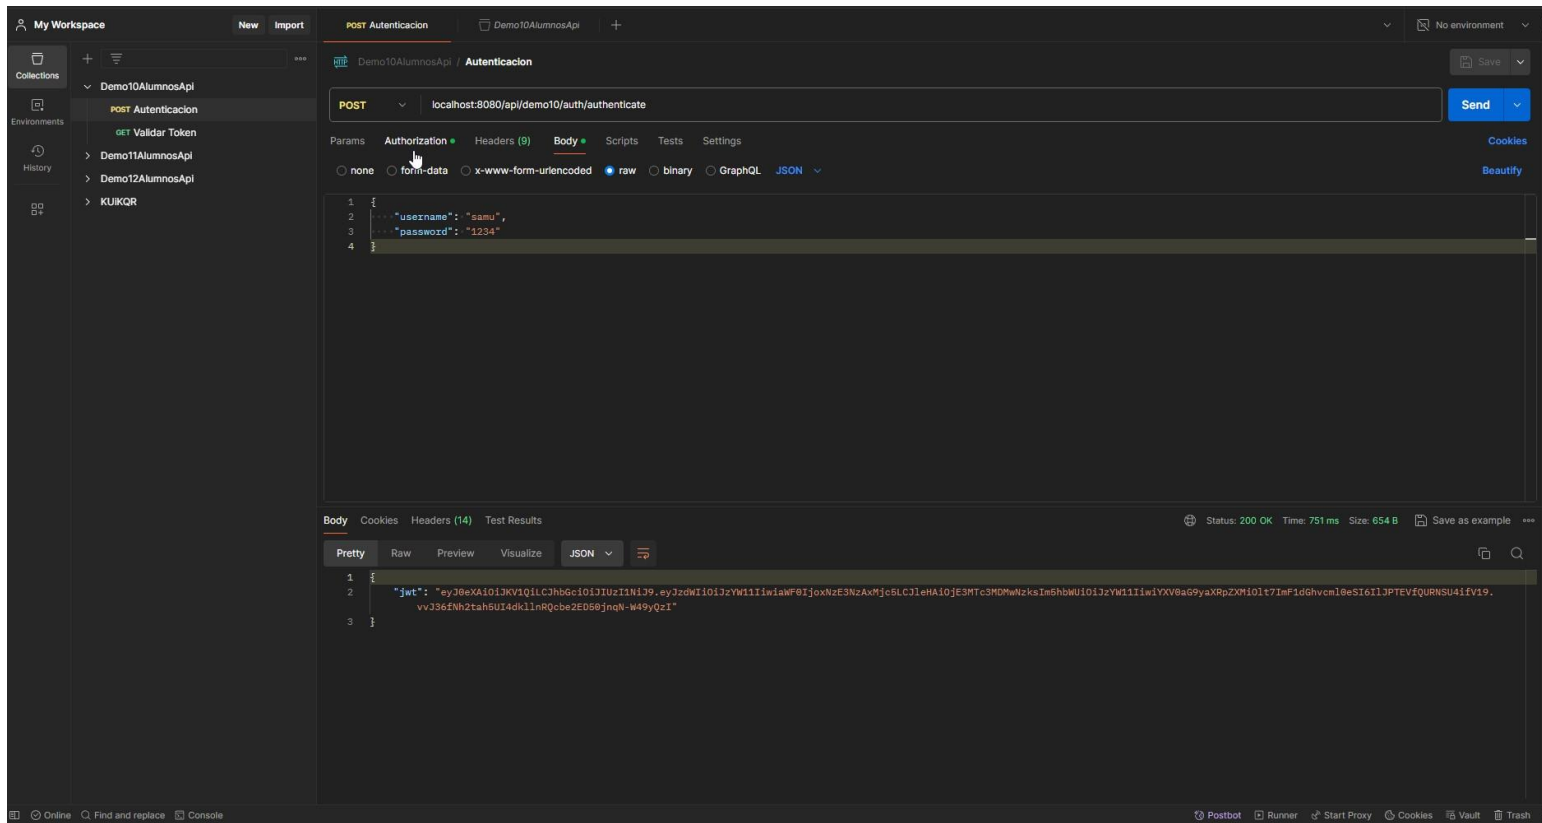 My Workspace New Import POST Autenticacion Demo10AlumnosApi No environment
Collections
Environments
History
Demo10AlumnosApi
POST Autenticacion
GET Validar Token
Demo11AlumnosApi
Demo12AlumnosApi
KUiKQR
HTTP Demo10AlumnosApi / Autenticacion Save
POST localhost:8080/api/demo10/auth/authenticate Send
Params Authorization Headers (9) Body Scripts Tests Settings Cookies
none form-data x-www-form-urlencoded raw binary GraphQL JSON Beautify
1 {
2 "username": "samu",
3 "password": "1234"
4 }
Body Cookies Headers (14) Test Results Status: 200 OK Time: 751 ms Size: 654 B Save as example
Pretty Raw Preview Visualize JSON
1 {
2 "jwt":
3 }
Online Find and replace Console Postbot Runner Start Proxy Cookies Vault Trash